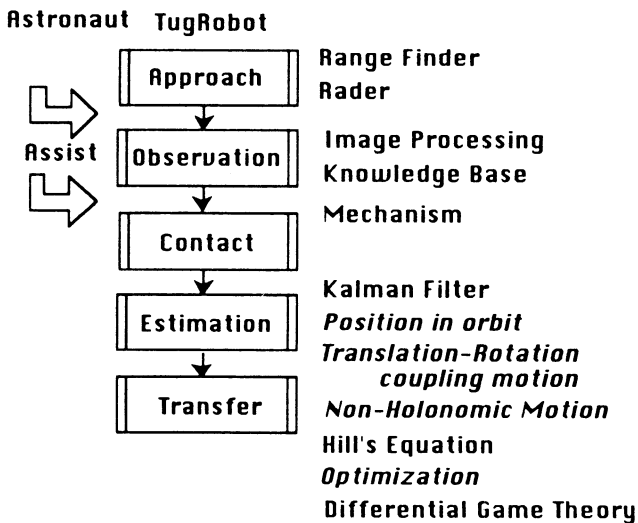 Astronaut TugRobot
Approach
Range Finder
Rader
Assist
Observation
Image Processing
Knowledge Base
Contact
Mechanism
Estimation
Kalman Filter
Position in orbit
Translation-Rotation
coupling motion
Transfer
Non-Holonomic Motion
Hill's Equation
Optimization
Differential Game Theory